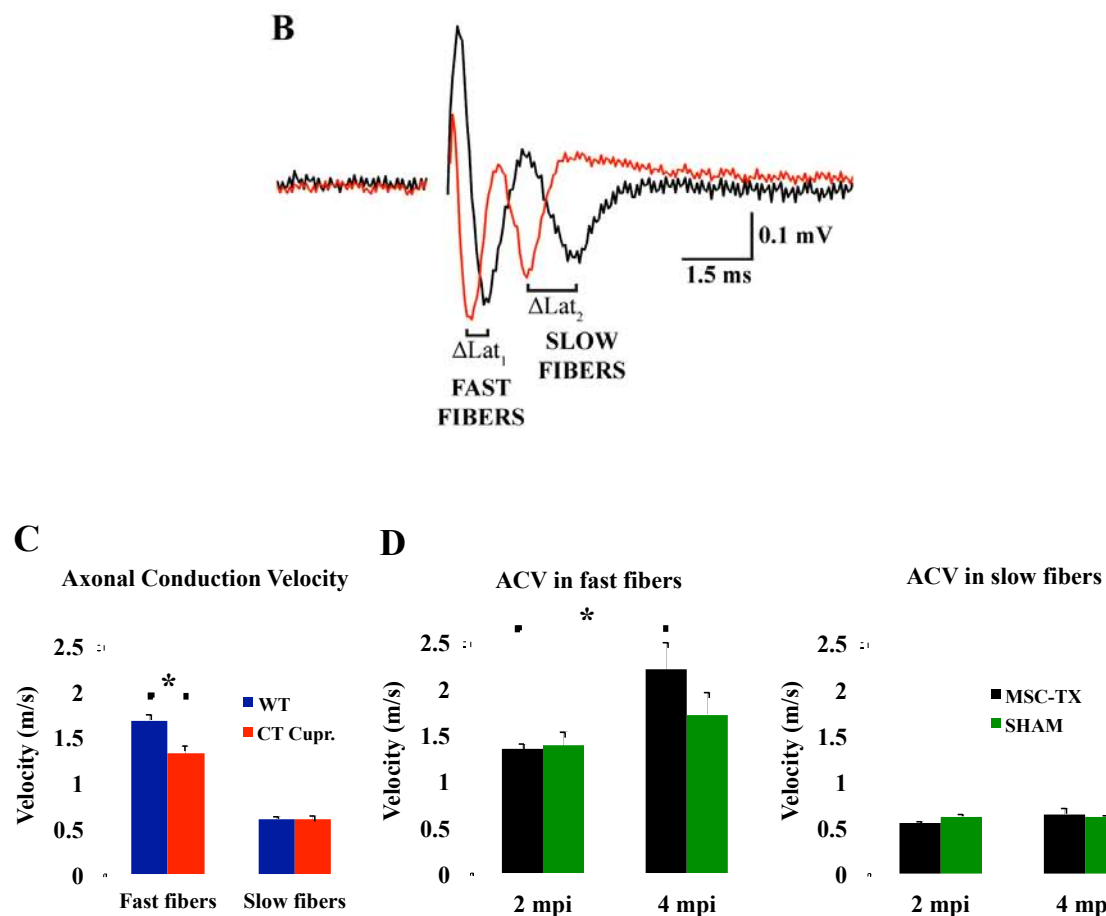 B
0.1 mV
1.5 ms
ΔLat₂
SLOW
FIBERS
ΔLat₁
FAST
FIBERS
C
Axonal Conduction Velocity
2.5
2
1.5
1
0.5
0
Velocity (m/s)
*
WT
CT Cupr.
Fast fibers
Slow fibers
D
ACV in fast fibers
*
2.5
2
1.5
1
0.5
0
Velocity (m/s)
2 mpi
4 mpi
ACV in slow fibers
2.5
2
1.5
1
0.5
0
Velocity (m/s)
MSC-TX
SHAM
2 mpi
4 mp